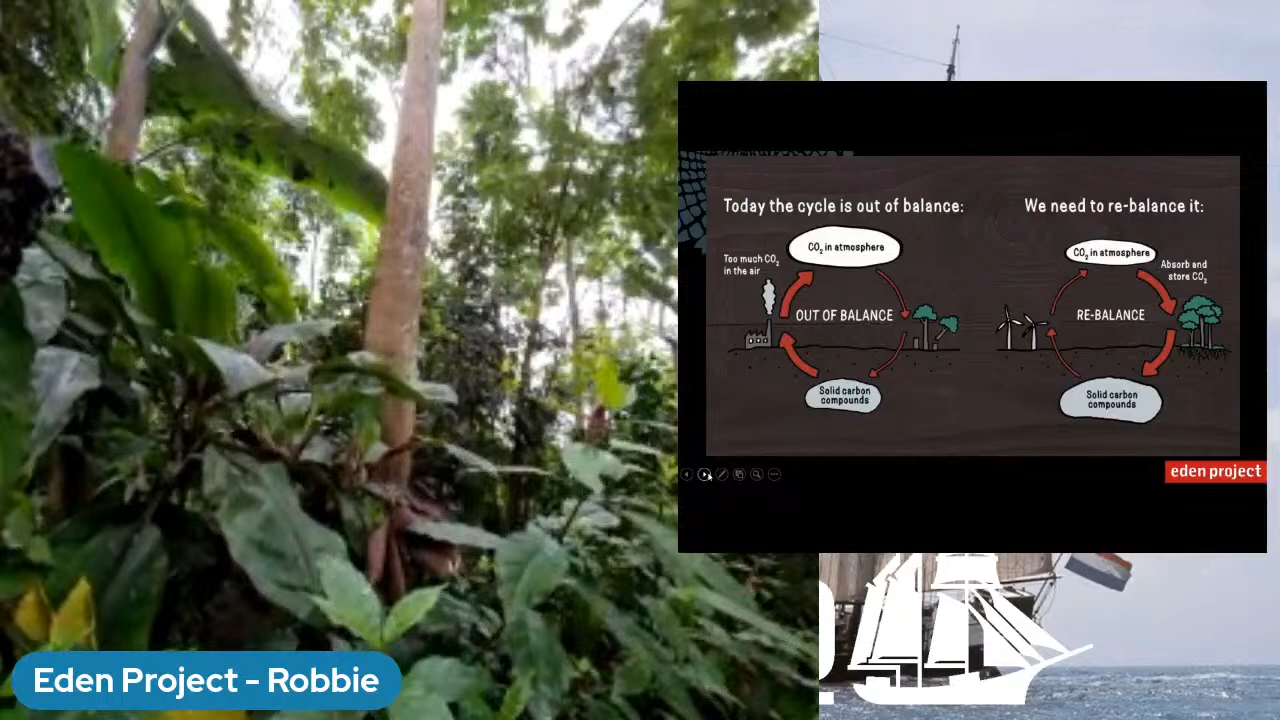 Today the cycle is out of balance:
We need to re-balance it:
CO₂ in atmosphere
Too much CO₂
in the air
OUT OF BALANCE
Solid carbon
compounds
CO₂ in atmosphere
Absorb and
store CO₂
RE-BALANCE
Solid carbon
compounds
eden project
Eden Project - Robbie